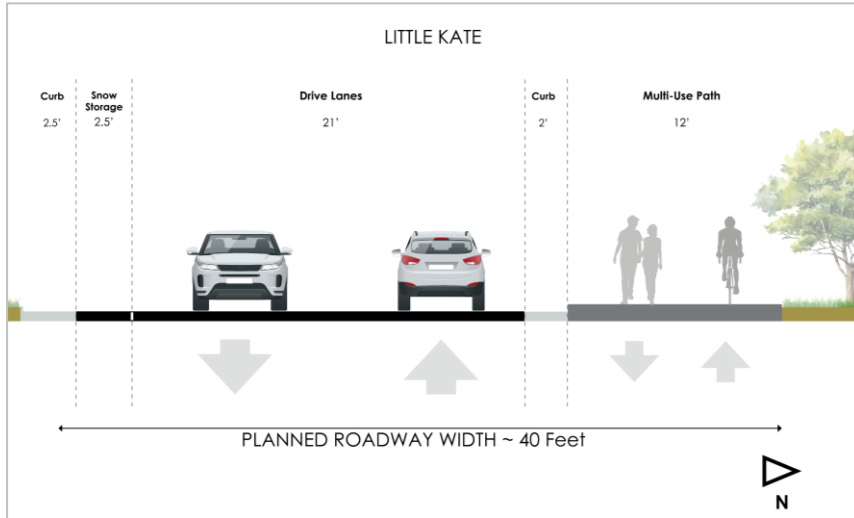 LITTLE KATE
Curb
2.5'
Snow
Storage
2.5'
Drive Lanes
21'
Curb
2'
Multi-Use Path
12'
PLANNED ROADWAY WIDTH ~ 40 Feet
N